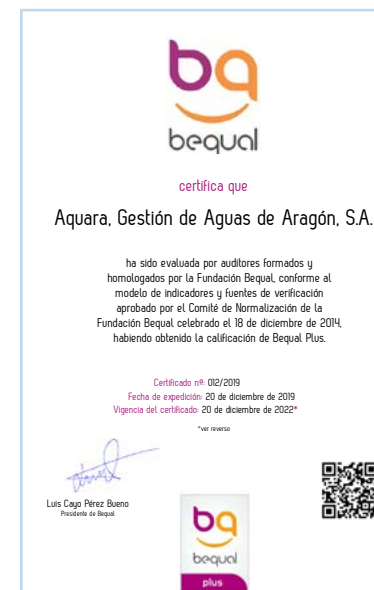 bq
bequal
certifica que
Aquara, Gestión de Aguas de Aragón, S.A.
ha sido evaluada por auditores formados y
homologados por la Fundación Bequal, conforme al
modelo de indicadores y fuentes de verificación
aprobado por el Comité de Normalización de la
Fundación Bequal celebrado el 18 de diciembre de 2014,
habiendo obtenido la calificación de Bequal Plus.
Certificado nº: 012/2019
Fecha de expedición: 20 de diciembre de 2019
Vigencia del certificado: 20 de diciembre de 2022*
*ver reverso
Luis Cayo Pérez Bueno
Presidente de Bequal
bq
bequal
plus